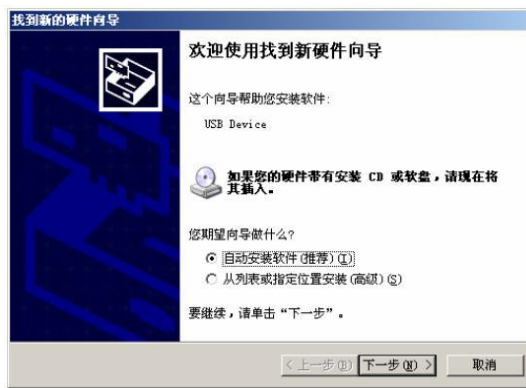 找到新的硬件向导
欢迎使用找到新硬件向导
这个向导帮助您安装软件:
USB Device
如果您的硬件带有安装 CD 或软盘，请现在将
其插入。
您期望向导做什么?
自动安装软件(推荐)(I)
从列表或指定位置安装(高级)(S)
要继续，请单击“下一步”。
< 上一步(B) 下一步(N) > 取消